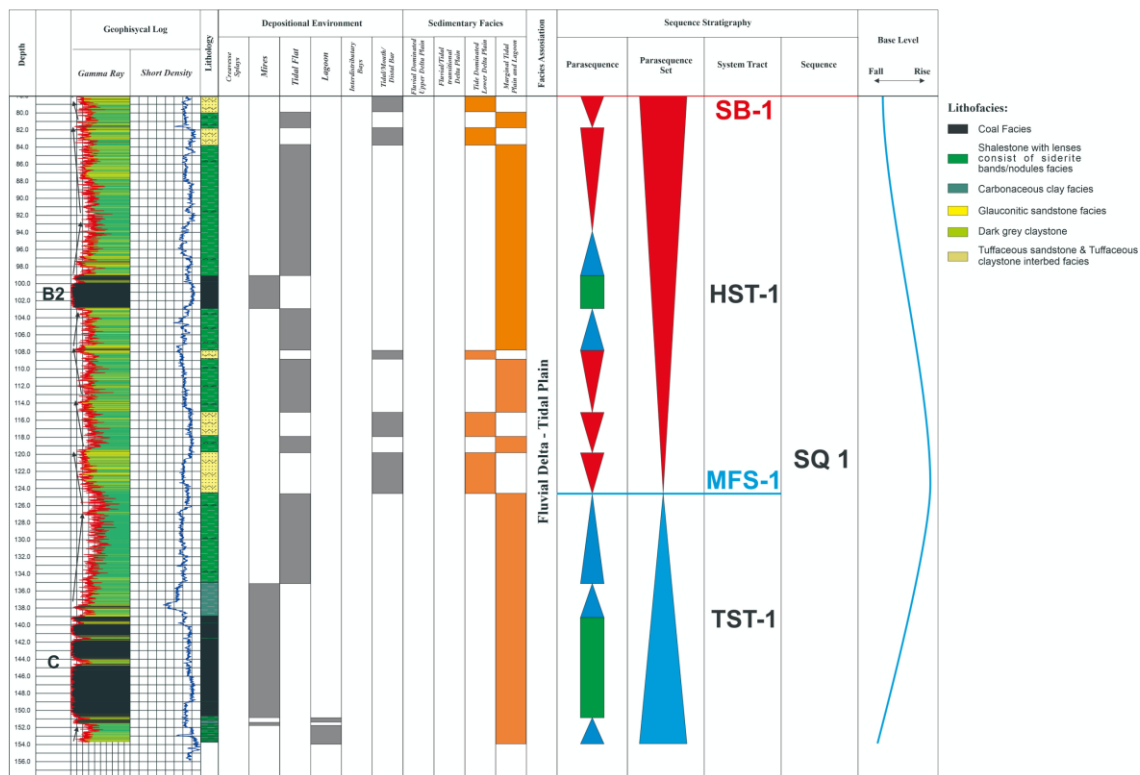 Depth
Geophisycal Log
Gamma Ray
Short Density
Lithology
Depositional Environment
Creavesse
Splays
Mires
Tidal Flat
Lagoon
Interdistributary
Bays
Tidal/Mouth/
Distal Bar
Sedimentary Facies
Fluvial Dominated
Upper Delta Plain
Fluvial/Tidal
Transitional
Delta Plain
Tide Dominated
Lower Delta Plain
Marginal Tidal
Plain and Lagoon
Facies Assosiation
Sequence Stratigraphy
Parasequence
Parasequence
Set
System Tract
Sequence
Base Level
Fall
Rise
80.0
82.0
84.0
86.0
88.0
90.0
92.0
94.0
96.0
98.0
100.0
102.0
104.0
106.0
108.0
110.0
112.0
114.0
116.0
118.0
120.0
122.0
124.0
126.0
128.0
130.0
132.0
134.0
136.0
138.0
140.0
142.0
144.0
146.0
148.0
150.0
152.0
154.0
156.0
B2
C
Fluvial Delta - Tidal Plain
SB-1
HST-1
MFS-1
TST-1
SQ 1
Lithofacies:
Coal Facies
Shalestone with lenses
consist of siderite
bands/nodules facies
Carbonaceous clay facies
Glauconitic sandstone facies
Dark grey claystone
Tuffaceous sandstone & Tuffaceous
claystone interbed facies